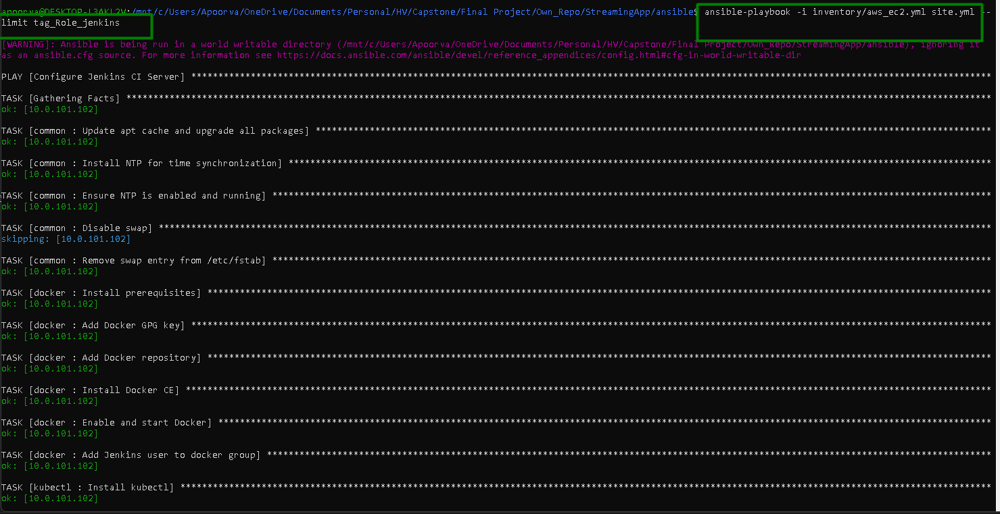 apoorva@DESKTOP-L3AKL2V:/mnt/c/Users/Apoorva/OneDrive/Documents/Personal/HV/Capstone/Final Project/Own_Repo/StreamingApp/ansible$ ansible-playbook -i inventory/aws_ec2.yml site.yml --
limit tag_Role_jenkins
[WARNING]: Ansible is being run in a world writable directory (/mnt/c/Users/Apoorva/OneDrive/Documents/Personal/HV/Capstone/Final Project/Own_Repo/StreamingApp/ansible), ignoring it
as an ansible.cfg source. For more information see https://docs.ansible.com/ansible/devel/reference_appendices/config.html#cfg-in-world-writable-dir
PLAY [Configure Jenkins CI Server] ****************************************************************************************************************************************************
TASK [Gathering Facts] ****************************************************************************************************************************************************************
ok: [10.0.101.102]
TASK [common : Update apt cache and upgrade all packages] *****************************************************************************************************************************
ok: [10.0.101.102]
TASK [common : Install NTP for time synchronization] **********************************************************************************************************************************
ok: [10.0.101.102]
TASK [common : Ensure NTP is enabled and running] *************************************************************************************************************************************
ok: [10.0.101.102]
TASK [common : Disable swap] **********************************************************************************************************************************************************
skipping: [10.0.101.102]
TASK [common : Remove swap entry from /etc/fstab] *************************************************************************************************************************************
ok: [10.0.101.102]
TASK [docker : Install prerequisites] *************************************************************************************************************************************************
ok: [10.0.101.102]
TASK [docker : Add Docker GPG key] ****************************************************************************************************************************************************
ok: [10.0.101.102]
TASK [docker : Add Docker repository] *************************************************************************************************************************************************
ok: [10.0.101.102]
TASK [docker : Install Docker CE] *****************************************************************************************************************************************************
ok: [10.0.101.102]
TASK [docker : Enable and start Docker] ***********************************************************************************************************************************************
ok: [10.0.101.102]
TASK [docker : Add Jenkins user to docker group] **************************************************************************************************************************************
ok: [10.0.101.102]
TASK [kubectl : Install kubectl] ******************************************************************************************************************************************************
ok: [10.0.101.102]